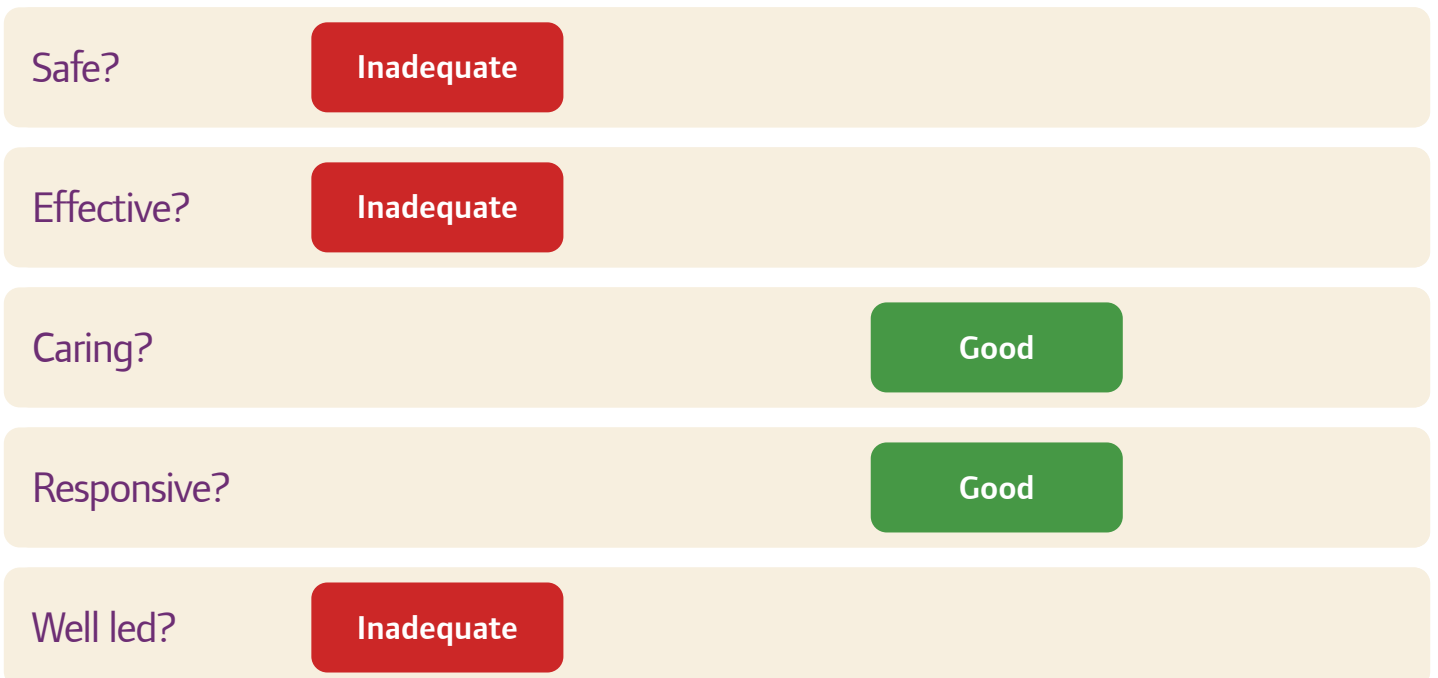 Safe? Inadequate
Effective? Inadequate
Caring? Good
Responsive? Good
Well led? Inadequate